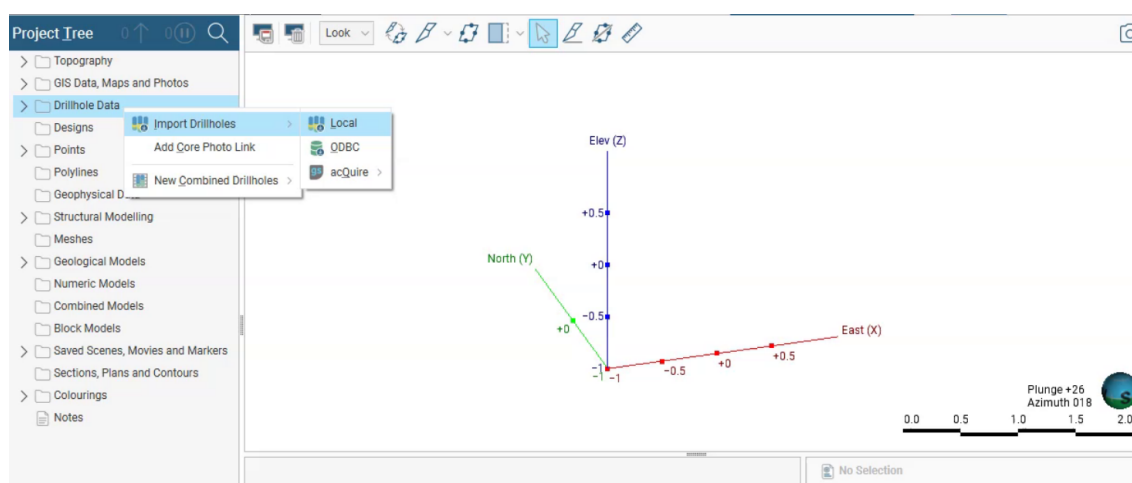 Project Tree 0 0 Look
Topography
GIS Data, Maps and Photos
Drillhole Data
Import Drillholes
Local
Designs
Add Core Photo Link
ODBC
Points
acQuire
Polylines
New Combined Drillholes
Geophysical
Structural Modelling
Meshes
Geological Models
Numeric Models
Combined Models
Block Models
Saved Scenes, Movies and Markers
Sections, Plans and Contours
Colourings
Notes
Elev (Z)
+0.5
North (Y)
+0
-0.5
+0
East (X)
+0.5
+0
-0.5
-1
-1 -1
Plunge +26
Azimuth 018
0.0 0.5 1.0 1.5 2.0
No Selection